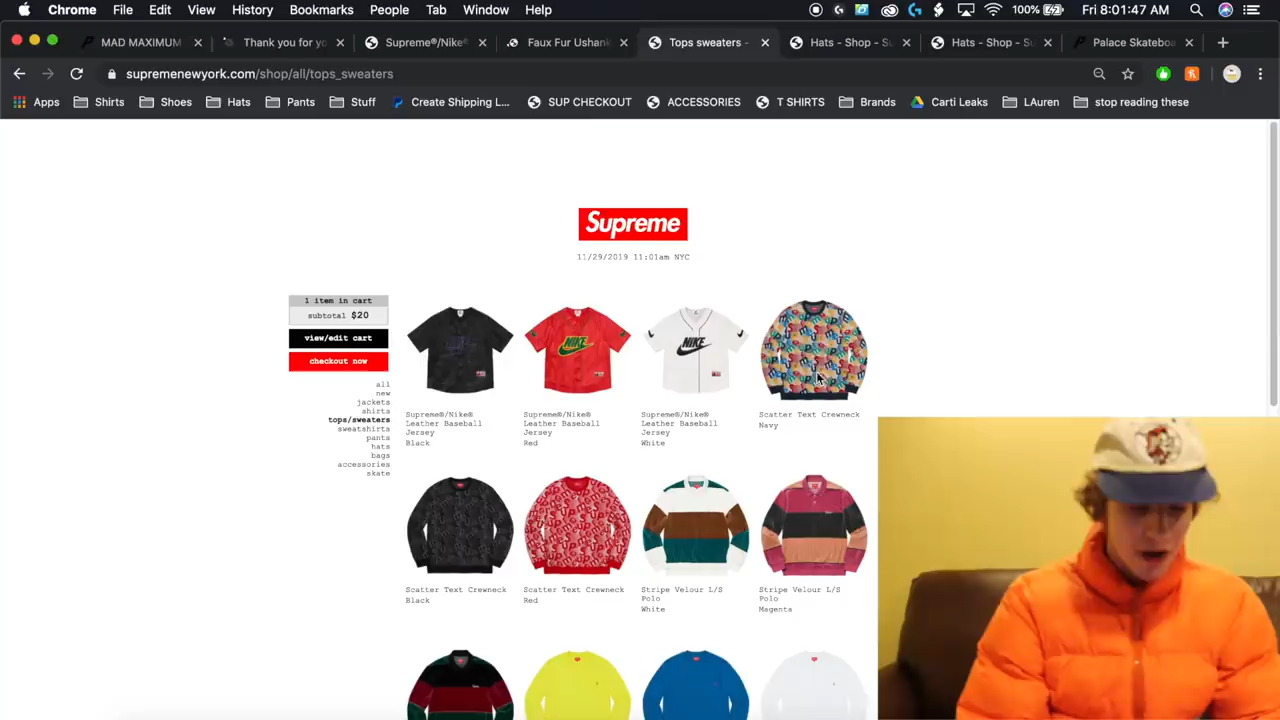 Chrome File Edit View History Bookmarks People Tab Window Help 100% Fri 8:01:47 AM
MAD MAXIMUM Thank you for yo Supreme®/Nike® Faux Fur Ushank Tops sweaters - Hats - Shop - Su Hats - Shop - Su Palace Skateboa
supremenewyork.com/shop/all/tops_sweaters
Apps Shirts Shoes Hats Pants Stuff Create Shipping L... SUP CHECKOUT ACCESSORIES T SHIRTS Brands Carti Leaks LAuren stop reading these
Supreme
11/29/2019 11:01am NYC
1 item in cart
subtotal $20
view/edit cart
checkout now
all
new
jackets
shirts
tops/sweaters
sweatshirts
pants
hats
bags
accessories
skate
NIKE NIKE
Supreme®/Nike®
Leather Baseball
Jersey
Black
Supreme®/Nike®
Leather Baseball
Jersey
Red
Supreme®/Nike®
Leather Baseball
Jersey
White
Scatter Text Crewneck
Navy
Scatter Text Crewneck
Black
Scatter Text Crewneck
Red
Stripe Velour L/S
Polo
White
Stripe Velour L/S
Polo
Magenta